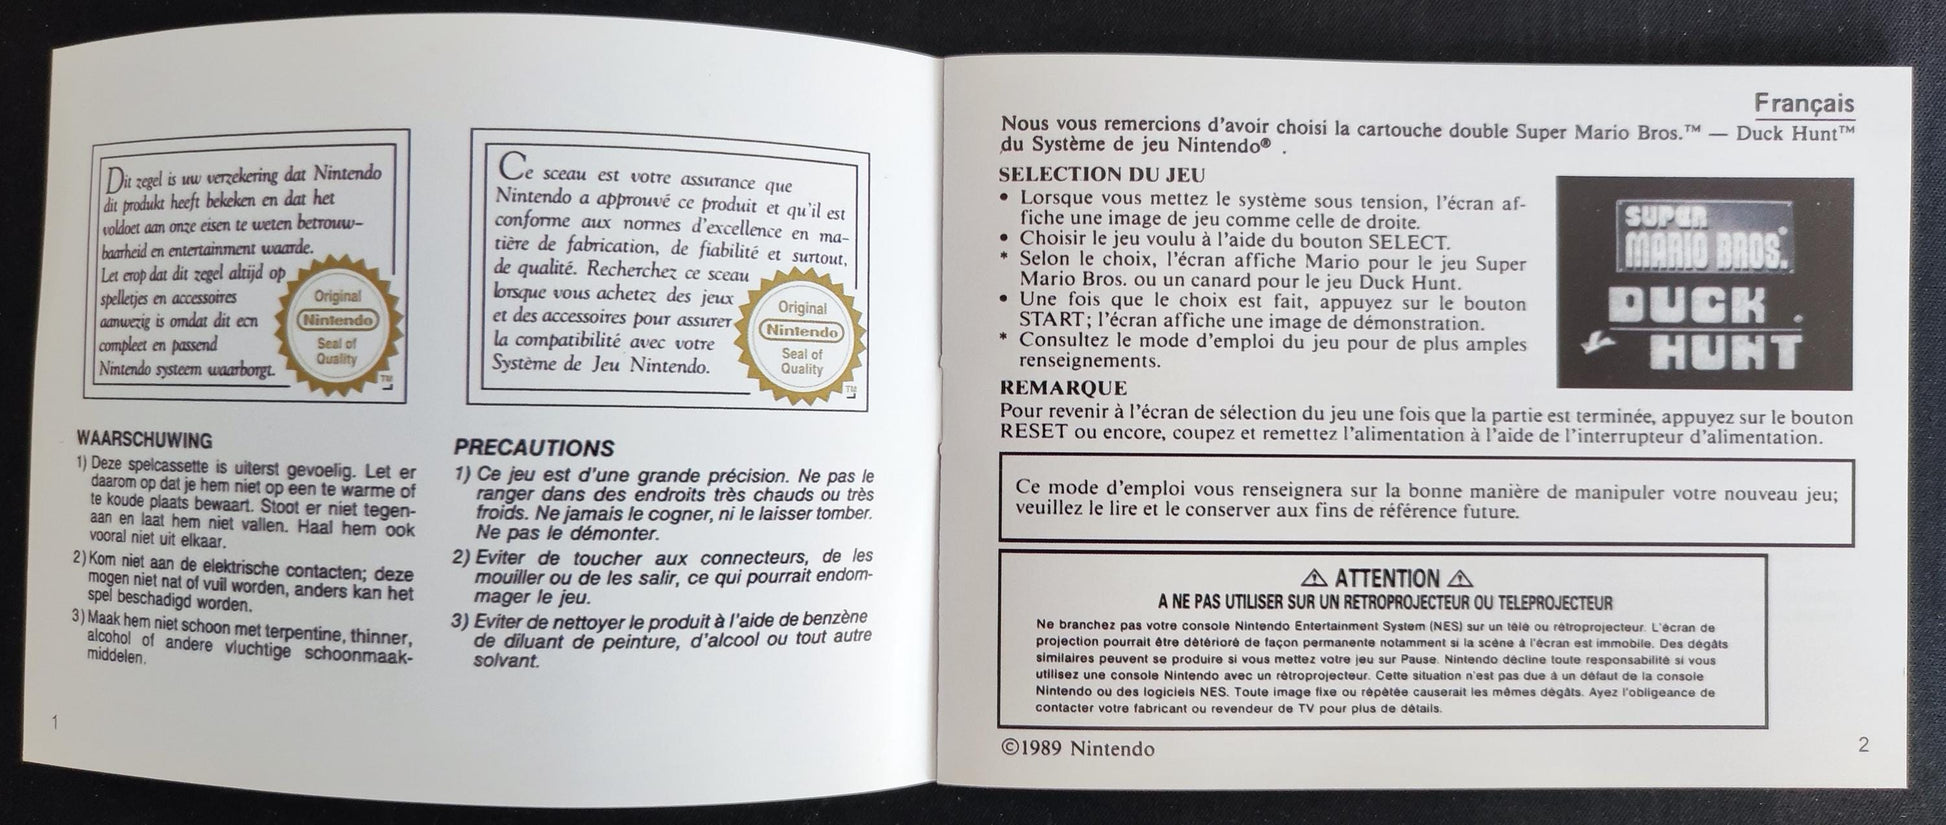 Dit zegel is uw verzekering dat Nintendo
dit produkt heeft bekeken en dat het
voldoet aan onze eisen te weten betrouw-
baarheid en entertainment waarde.
Let erop dat dit zegel altijd op
spelletjes en accessoires
aanwezig is omdat dit een
compleet en passend
Nintendo systeem waarborgt.
Original
Nintendo
Seal of
Quality
TM
WAARSCHUWING
1) Deze spelcassette is uiterst gevoelig. Let er
daarom op dat je hem niet op een te warme of
te koude plaats bewaart. Stoot er niet tegen-
aan en laat hem niet vallen. Haal hem ook
vooral niet uit elkaar.
2) Kom niet aan de elektrische contacten; deze
mogen niet nat of vuil worden, anders kan het
spel beschadigd worden.
3) Maak hem niet schoon met terpentine, thinner,
alcohol of andere vluchtige schoonmaak-
middelen.
1
Ce sceau est votre assurance que
Nintendo a approuvé ce produit et qu'il est
conforme aux normes d'excellence en ma-
tière de fabrication, de fiabilité et surtout,
de qualité. Recherchez ce sceau
lorsque vous achetez des jeux
et des accessoires pour assurer
la compatibilité avec votre
Système de Jeu Nintendo.
Original
Nintendo
Seal of
Quality
TM
PRECAUTIONS
1) Ce jeu est d'une grande précision. Ne pas le
ranger dans des endroits très chauds ou très
froids. Ne jamais le cogner, ni le laisser tomber.
Ne pas le démonter.
2) Eviter de toucher aux connecteurs, de les
mouiller ou de les salir, ce qui pourrait endom-
mager le jeu.
3) Eviter de nettoyer le produit à l'aide de benzène
de diluant de peinture, d'alcool ou tout autre
solvant.
Français
Nous vous remercions d'avoir choisi la cartouche double Super Mario Bros.™ — Duck Hunt™
du Système de jeu Nintendo® .
SELECTION DU JEU
• Lorsque vous mettez le système sous tension, l'écran af-
fiche une image de jeu comme celle de droite.
• Choisir le jeu voulu à l'aide du bouton SELECT.
* Selon le choix, l'écran affiche Mario pour le jeu Super
Mario Bros. ou un canard pour le jeu Duck Hunt.
• Une fois que le choix est fait, appuyez sur le bouton
START; l'écran affiche une image de démonstration.
* Consultez le mode d'emploi du jeu pour de plus amples
renseignements.
SUPER
MARIO BROS.
DUCK
HUNT
REMARQUE
Pour revenir à l'écran de sélection du jeu une fois que la partie est terminée, appuyez sur le bouton
RESET ou encore, coupez et remettez l'alimentation à l'aide de l'interrupteur d'alimentation.
Ce mode d'emploi vous renseignera sur la bonne manière de manipuler votre nouveau jeu;
veuillez le lire et le conserver aux fins de référence future.
⚠ ATTENTION ⚠
A NE PAS UTILISER SUR UN RETROPROJECTEUR OU TELEPROJECTEUR
Ne branchez pas votre console Nintendo Entertainment System (NES) sur un télé ou rétroprojecteur. L'écran de
projection pourrait être détérioré de façon permanente notamment si la scène à l'écran est immobile. Des dégâts
similaires peuvent se produire si vous mettez votre jeu sur Pause. Nintendo décline toute responsabilité si vous
utilisez une console Nintendo avec un rétroprojecteur. Cette situation n'est pas due à un défaut de la console
Nintendo ou des logiciels NES. Toute image fixe ou répétée causerait les mêmes dégâts. Ayez l'obligeance de
contacter votre fabricant ou revendeur de TV pour plus de détails.
©1989 Nintendo
2